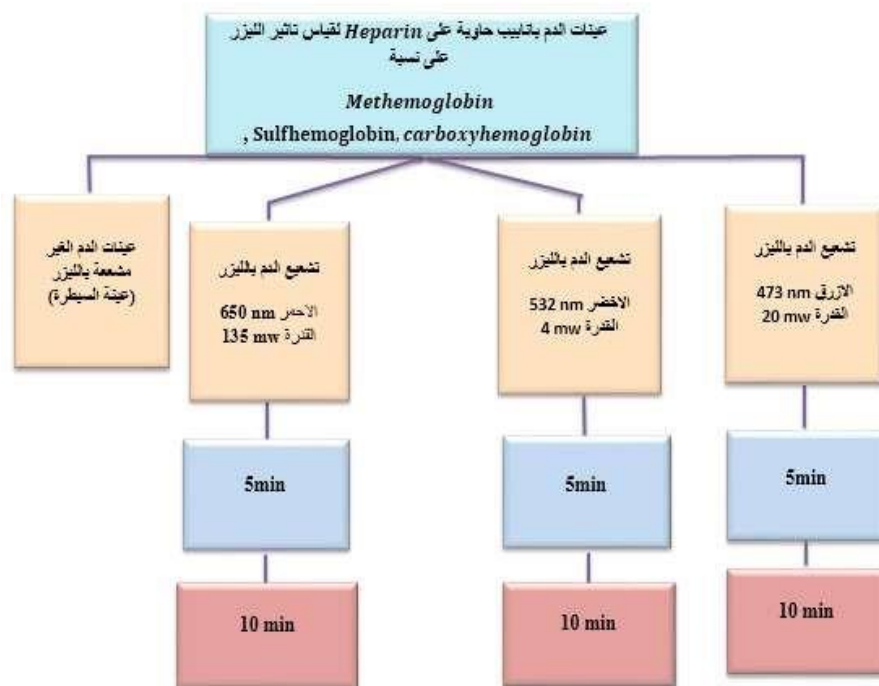 عينات الدم بانابيب حاوية على Heparin لقياس تاثير الليزر
على نسبة
Methemoglobin
, Sulfhemoglobin, carboxyhemoglobin
عينات الدم الغير
مشععة بالليزر
(عينة السيطرة)
تشعيع الدم بالليزر
الاحمر 650 nm
القدرة 135 mw
5min
10 min
تشعيع الدم بالليزر
الاخضر 532 nm
القدرة 4 mw
5min
10 min
تشعيع الدم بالليزر
الازرق 473 nm
القدرة 20 mw
5min
10 min